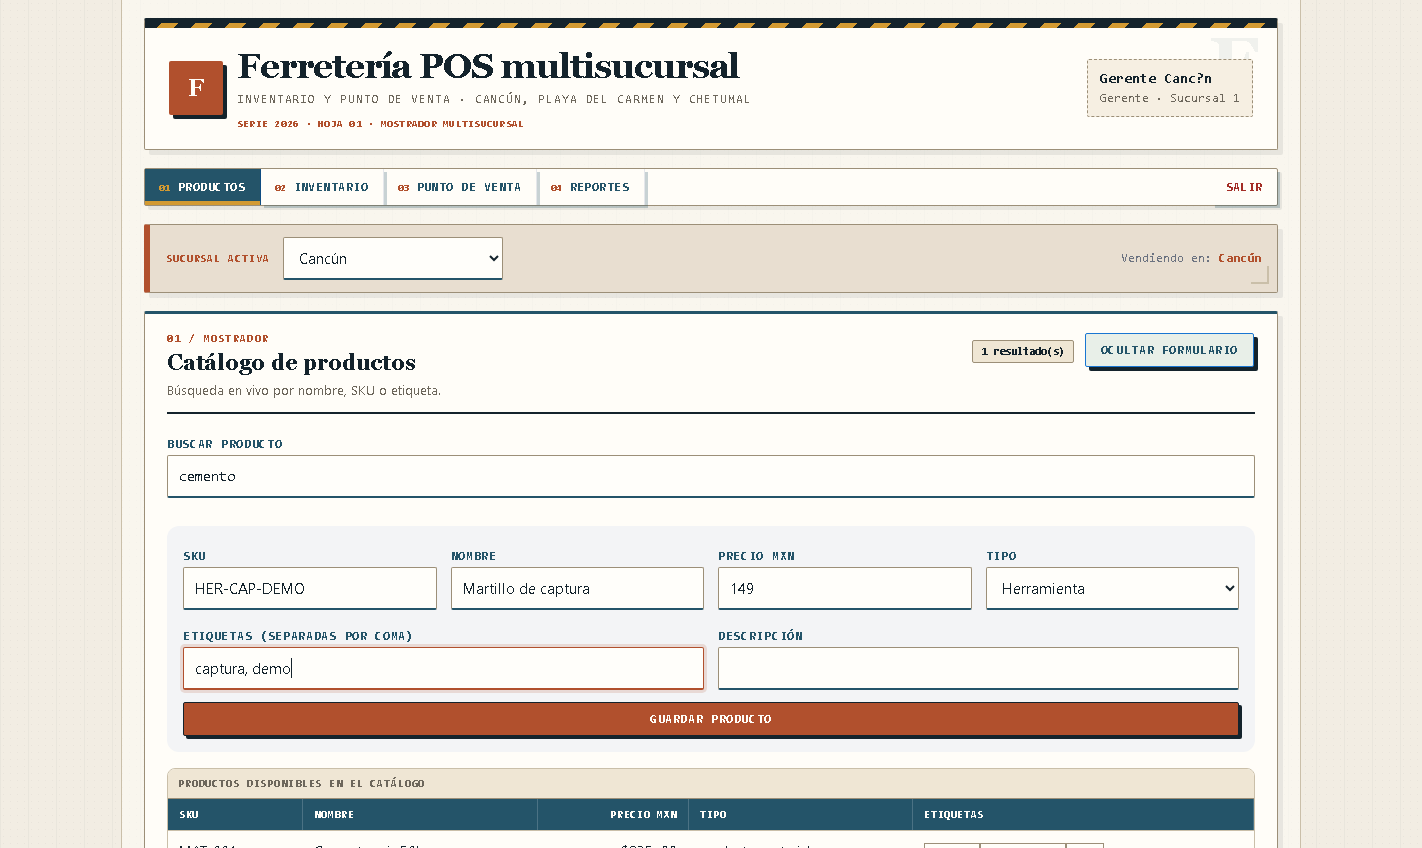 F
Ferretería POS multisucursal
INVENTARIO Y PUNTO DE VENTA · CANCÚN, PLAYA DEL CARMEN Y CHETUMAL
SERIE 2026 · HOJA 01 · MOSTRADOR MULTISUCURSAL
F
Gerente Canc?n
Gerente · Sucursal 1
01 PRODUCTOS
02 INVENTARIO
03 PUNTO DE VENTA
04 REPORTES
SALIR
SUCURSAL ACTIVA
Cancún
Vendiendo en: Cancún
01 / MOSTRADOR
Catálogo de productos
Búsqueda en vivo por nombre, SKU o etiqueta.
1 resultado(s)
OCULTAR FORMULARIO
BUSCAR PRODUCTO
cemento
SKU
NOMBRE
PRECIO MXN
TIPO
HER-CAP-DEMO
Martillo de captura
149
Herramienta
ETIQUETAS (SEPARADAS POR COMA)
DESCRIPCIÓN
captura, demo
GUARDAR PRODUCTO
PRODUCTOS DISPONIBLES EN EL CATÁLOGO
SKU
NOMBRE
PRECIO MXN
TIPO
ETIQUETAS